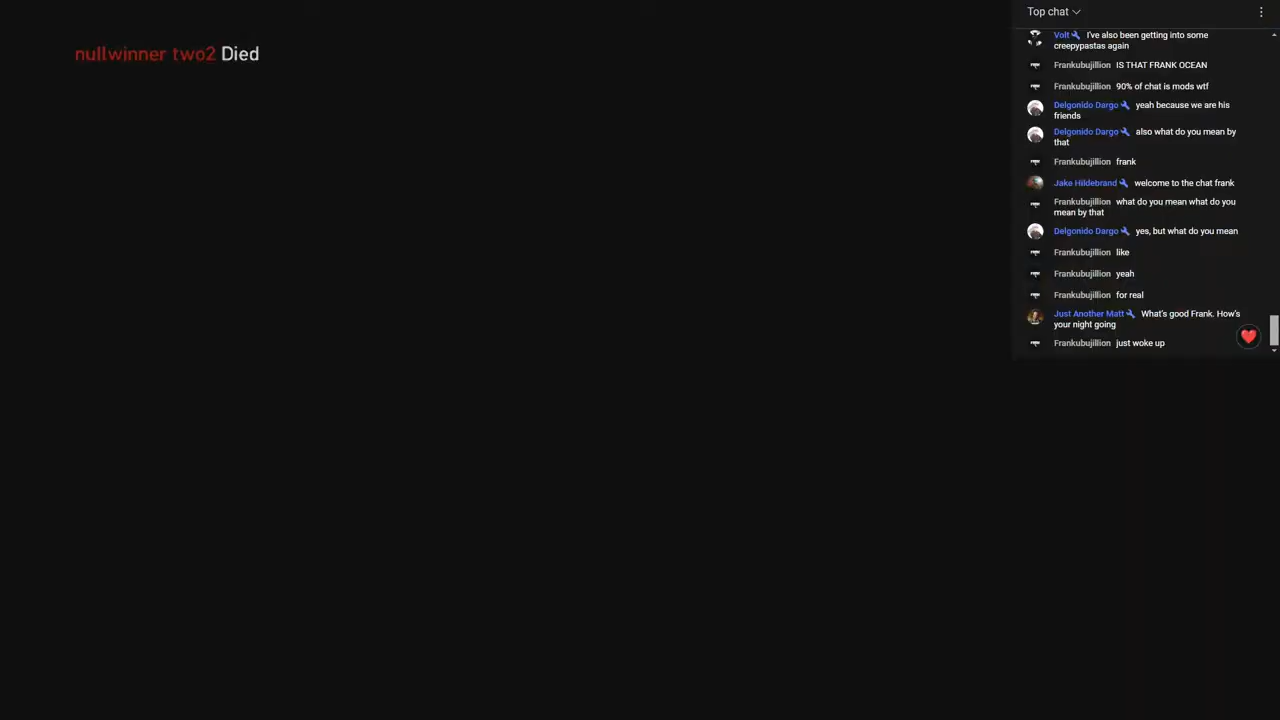 nullwinner two2 Died
Top chat
Volt I've also been getting into some
creepypastas again
Frankubujillion IS THAT FRANK OCEAN
Frankubujillion 90% of chat is mods wtf
Delgonido Dargo yeah because we are his
friends
Delgonido Dargo also what do you mean by
that
Frankubujillion frank
Jake Hildebrand welcome to the chat frank
Frankubujillion what do you mean what do you
mean by that
Delgonido Dargo yes, but what do you mean
Frankubujillion like
Frankubujillion yeah
Frankubujillion for real
Just Another Matt What's good Frank. How's
your night going
Frankubujillion just woke up